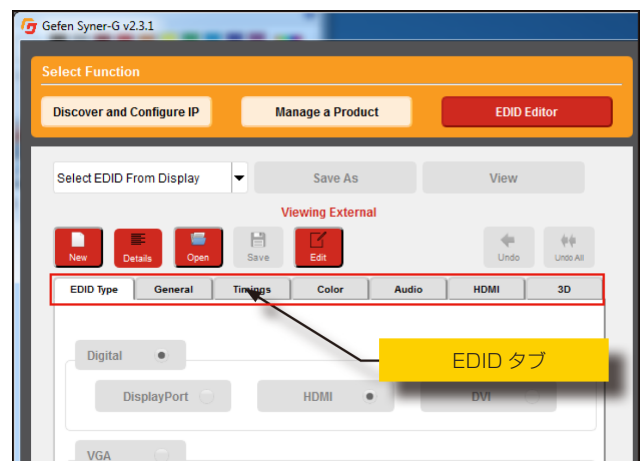 Gefen Syner-G v2.3.1
Select Function
Discover and Configure IP Manage a Product EDID Editor
Select EDID From Display Save As View
Viewing External
New Details Open Save Edit Undo Undo All
EDID Type General Timings Color Audio HDMI 3D
EDID タブ
Digital
DisplayPort HDMI DVI
VGA